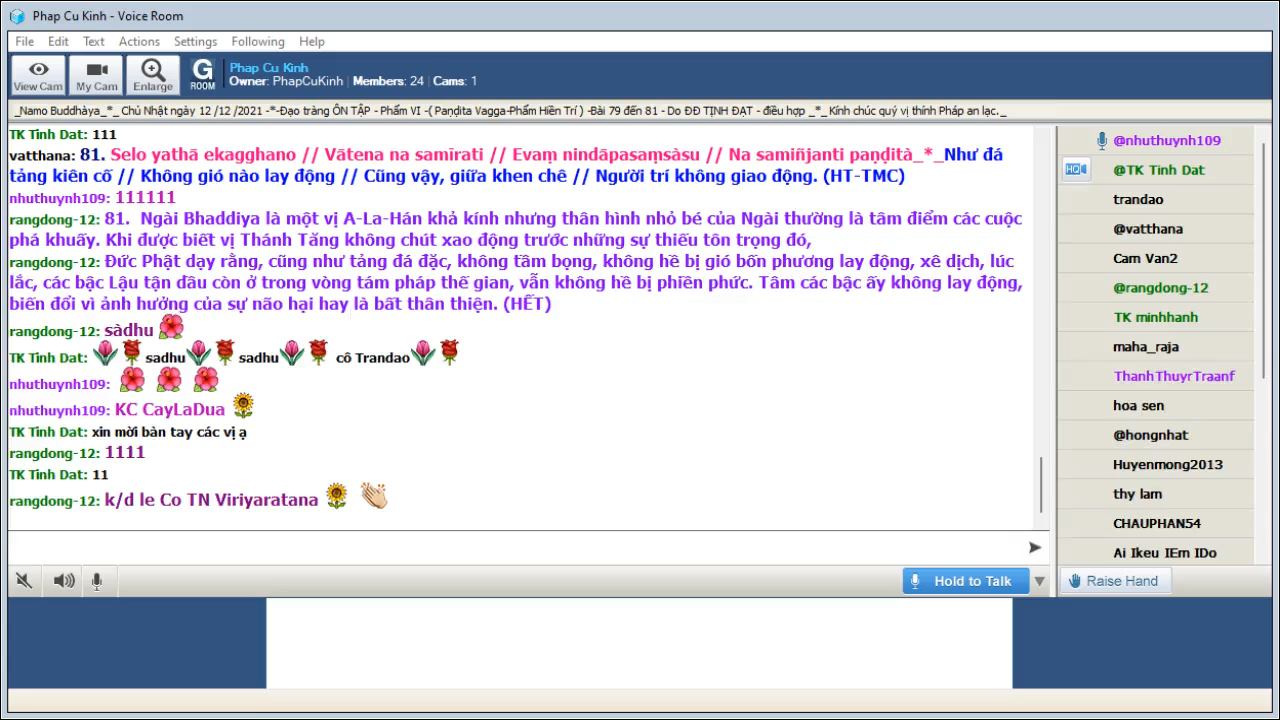 Phap Cu Kinh - Voice Room
File Edit Text Actions Settings Following Help
View Cam My Cam Enlarge G ROOM
Phap Cu Kinh
Owner: PhapCuKinh Members: 24 Cams: 1
_Namo Buddhàya_*_ Chủ Nhật ngày 12 /12 /2021 -*-Đạo tràng ÔN TẬP - Phẩm VI -( Paṇḍita Vagga-Phẩm Hiền Trí ) -Bài 79 đến 81 - Do ĐĐ TỊNH ĐẠT - điều hợp _*_Kính chúc quý vị thính Pháp an lạc._
TK Tinh Dat: 111
vatthana: 81. Selo yathā ekagghano // Vātena na samīrati // Evaṃ nindāpasaṃsàsu // Na samiñjanti paṇḍità_*_Như đá
tảng kiên cố // Không gió nào lay động // Cũng vậy, giữa khen chê // Người trí không giao động. (HT-TMC)
nhuthuynh109: 111111
rangdong-12: 81. Ngài Bhaddiya là một vị A-La-Hán khả kính nhưng thân hình nhỏ bé của Ngài thường là tâm điểm các cuộc
phá khuấy. Khi được biết vị Thánh Tăng không chút xao động trước những sự thiếu tôn trọng đó,
rangdong-12: Đức Phật dạy rằng, cũng như tảng đá đặc, không tầm bọng, không hề bị gió bốn phương lay động, xê dịch, lúc
lắc, các bậc Lậu tận đầu còn ở trong vòng tám pháp thế gian, vẫn không hề bị phiền phức. Tâm các bậc ấy không lay động,
biến đổi vì ảnh hưởng của sự não hại hay là bất thân thiện. (HẾT)
rangdong-12: sàdhu
TK Tinh Dat: sadhu sadhu cô Trandao
nhuthuynh109:
nhuthuynh109: KC CayLaDua
TK Tinh Dat: xin mời bàn tay các vị ạ
rangdong-12: 1111
TK Tinh Dat: 11
rangdong-12: k/d le Co TN Viriyaratana
Hold to Talk
@nhuthuynh109
HQ @TK Tinh Dat
trandao
@vatthana
Cam Van2
@rangdong-12
TK minhhanh
maha_raja
ThanhThuyrTraanf
hoa sen
@hongnhat
Huyenmong2013
thy lam
CHAUPHAN54
Ai Ikeu IEm IDo
Raise Hand